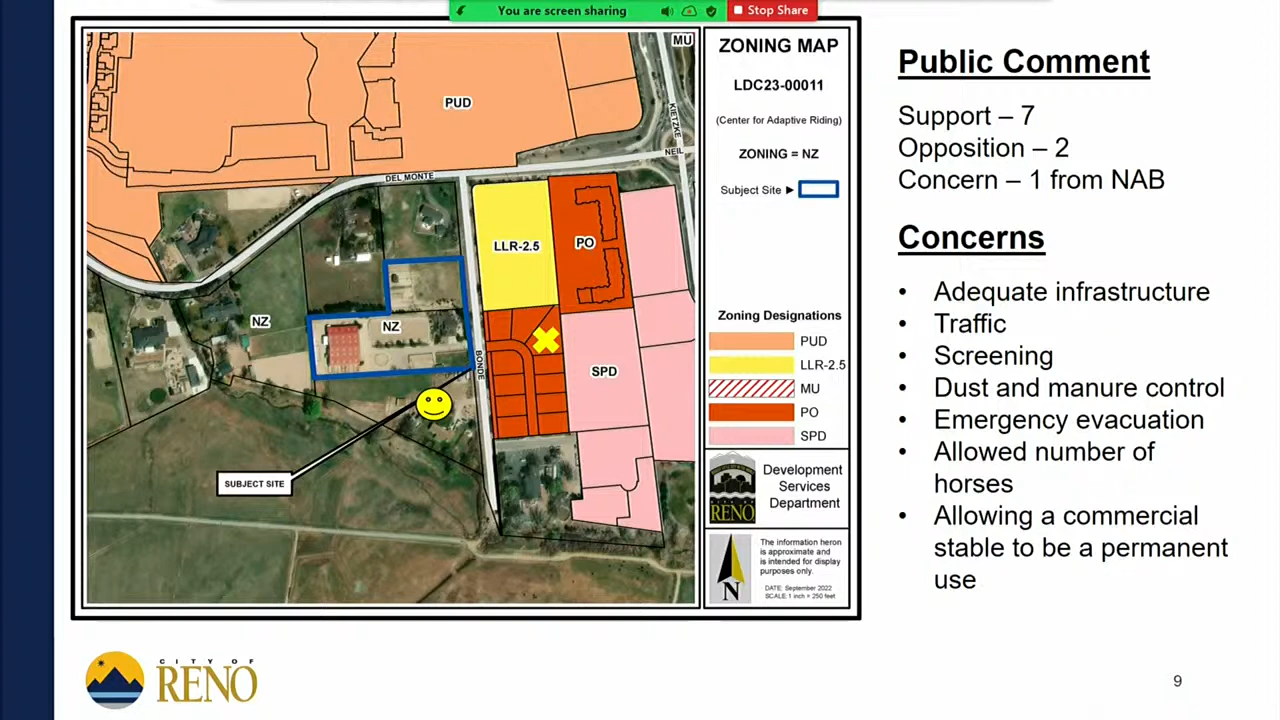 You are screen sharing
Stop Share
MU
PUD
KIETZKE
NEIL
DEL MONTE
LLR-2.5
PO
NZ
NZ
BONDE
SPD
SUBJECT SITE
ZONING MAP
LDC23-00011
(Center for Adaptive Riding)
ZONING = NZ
Subject Site ►
Zoning Designations
PUD
LLR-2.5
MU
PO
SPD
RENO
Development
Services
Department
N
The information heron
is approximate and
is intended for display
purposes only.
DATE: September 2022
SCALE: 1 inch = 250 feet
Public Comment
Support – 7
Opposition – 2
Concern – 1 from NAB
Concerns
• Adequate infrastructure
• Traffic
• Screening
• Dust and manure control
• Emergency evacuation
• Allowed number of
horses
• Allowing a commercial
stable to be a permanent
use
CITY OF
RENO
9